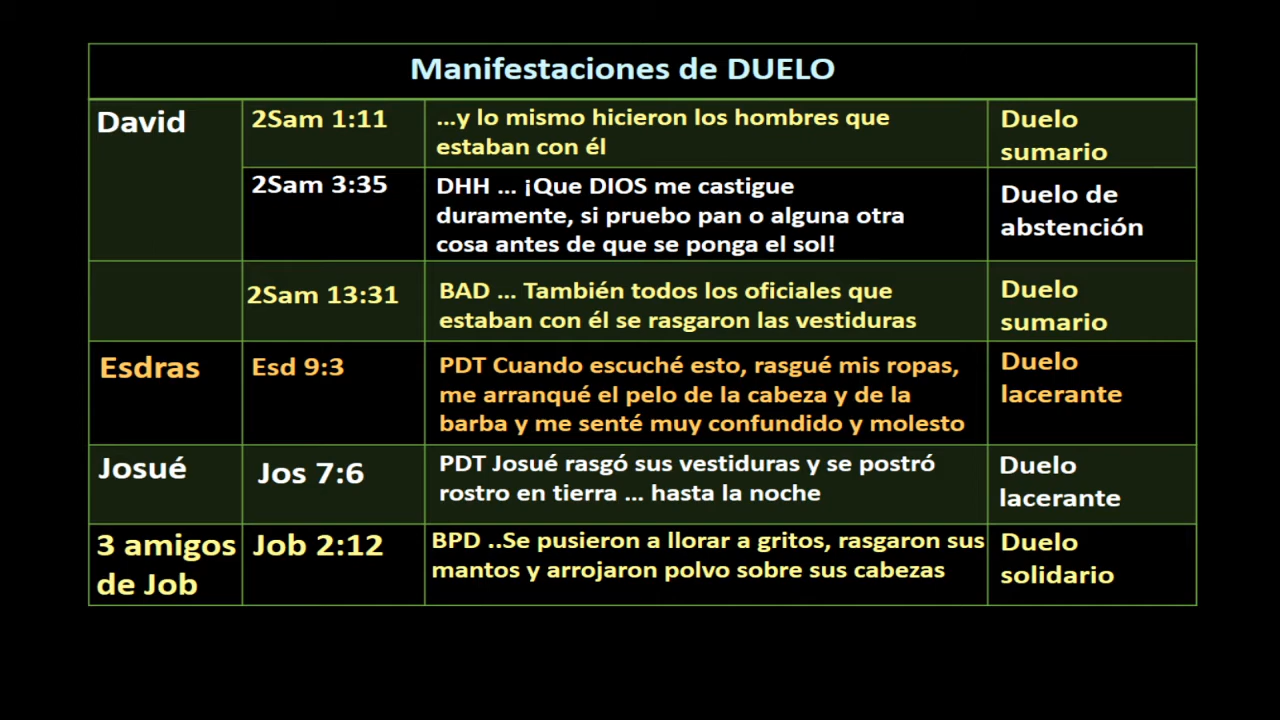 Manifestaciones de DUELO
David
2Sam 1:11
...y lo mismo hicieron los hombres que
estaban con él
Duelo
sumario
2Sam 3:35
DHH ... ¡Que DIOS me castigue
duramente, si pruebo pan o alguna otra
cosa antes de que se ponga el sol!
Duelo de
abstención
2Sam 13:31
BAD ... También todos los oficiales que
estaban con él se rasgaron las vestiduras
Duelo
sumario
Esdras
Esd 9:3
PDT Cuando escuché esto, rasgué mis ropas,
me arranqué el pelo de la cabeza y de la
barba y me senté muy confundido y molesto
Duelo
lacerante
Josué
Jos 7:6
PDT Josué rasgó sus vestiduras y se postró
rostro en tierra ... hasta la noche
Duelo
lacerante
3 amigos
de Job
Job 2:12
BPD ..Se pusieron a llorar a gritos, rasgaron sus
mantos y arrojaron polvo sobre sus cabezas
Duelo
solidario